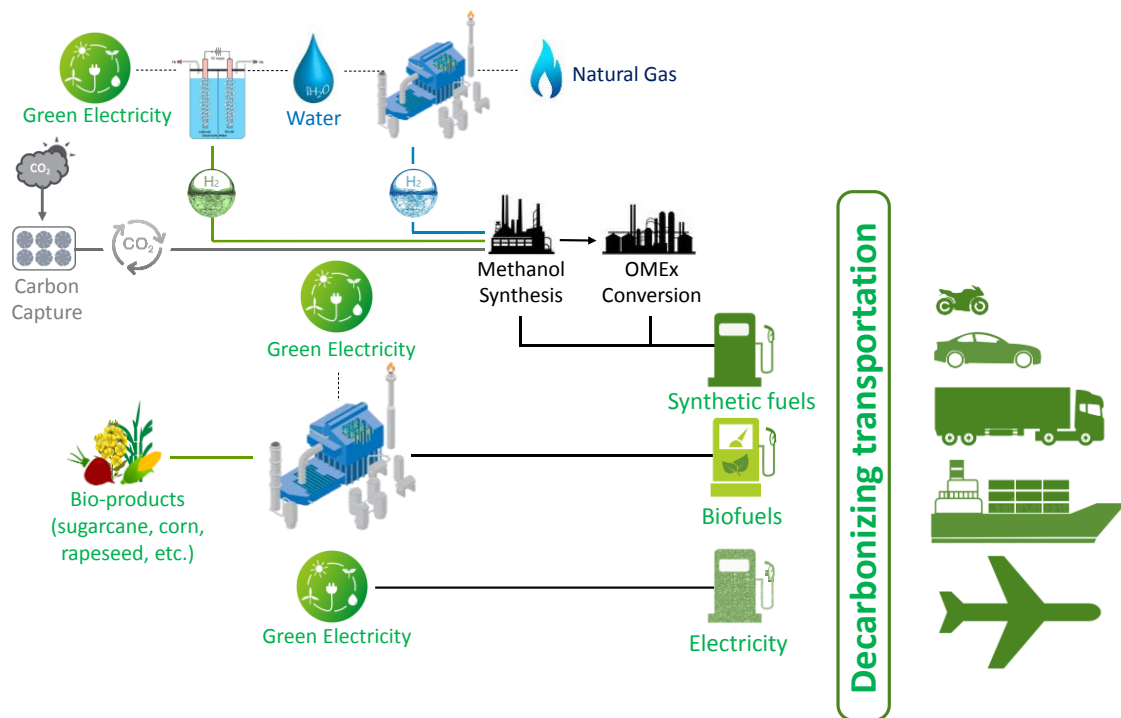 Green Electricity
Water
H₂O
Natural Gas
CO₂
H₂
H₂
CO₂
Carbon
Capture
Methanol
Synthesis
OMEx
Conversion
Green Electricity
Synthetic fuels
Bio-products
(sugarcane, corn,
rapeseed, etc.)
Biofuels
Green Electricity
Electricity
Decarbonizing transportation